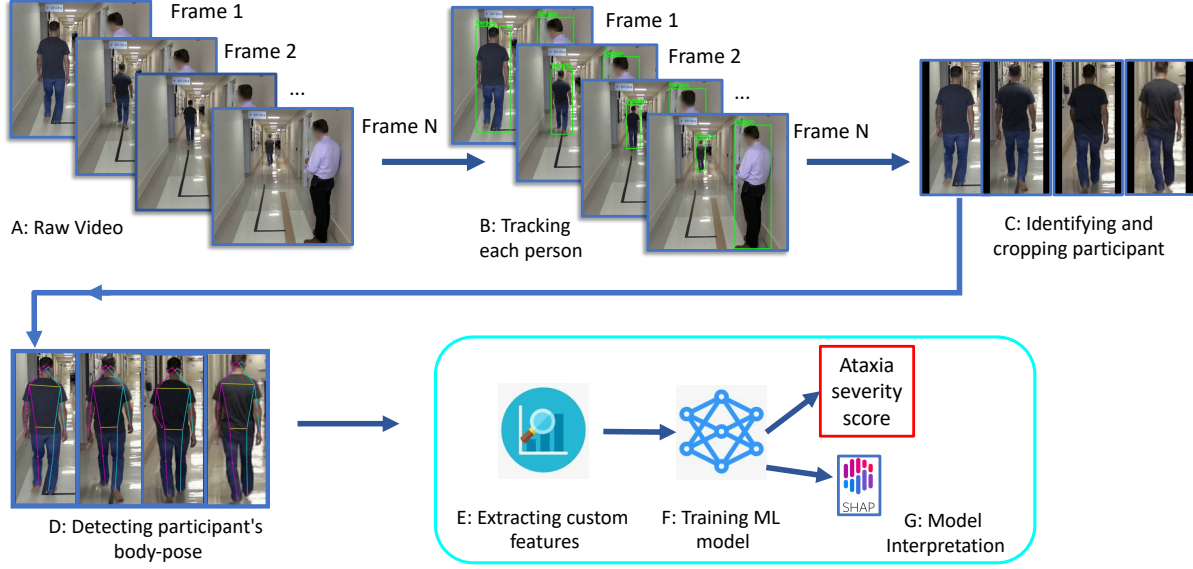 Frame 1
Frame 2
...
Frame N
A: Raw Video
Frame 1
Frame 2
...
Frame N
B: Tracking
each person
C: Identifying and
cropping participant
D: Detecting participant's
body-pose
E: Extracting custom
features
F: Training ML
model
Ataxia
severity
score
SHAP
G: Model
Interpretation